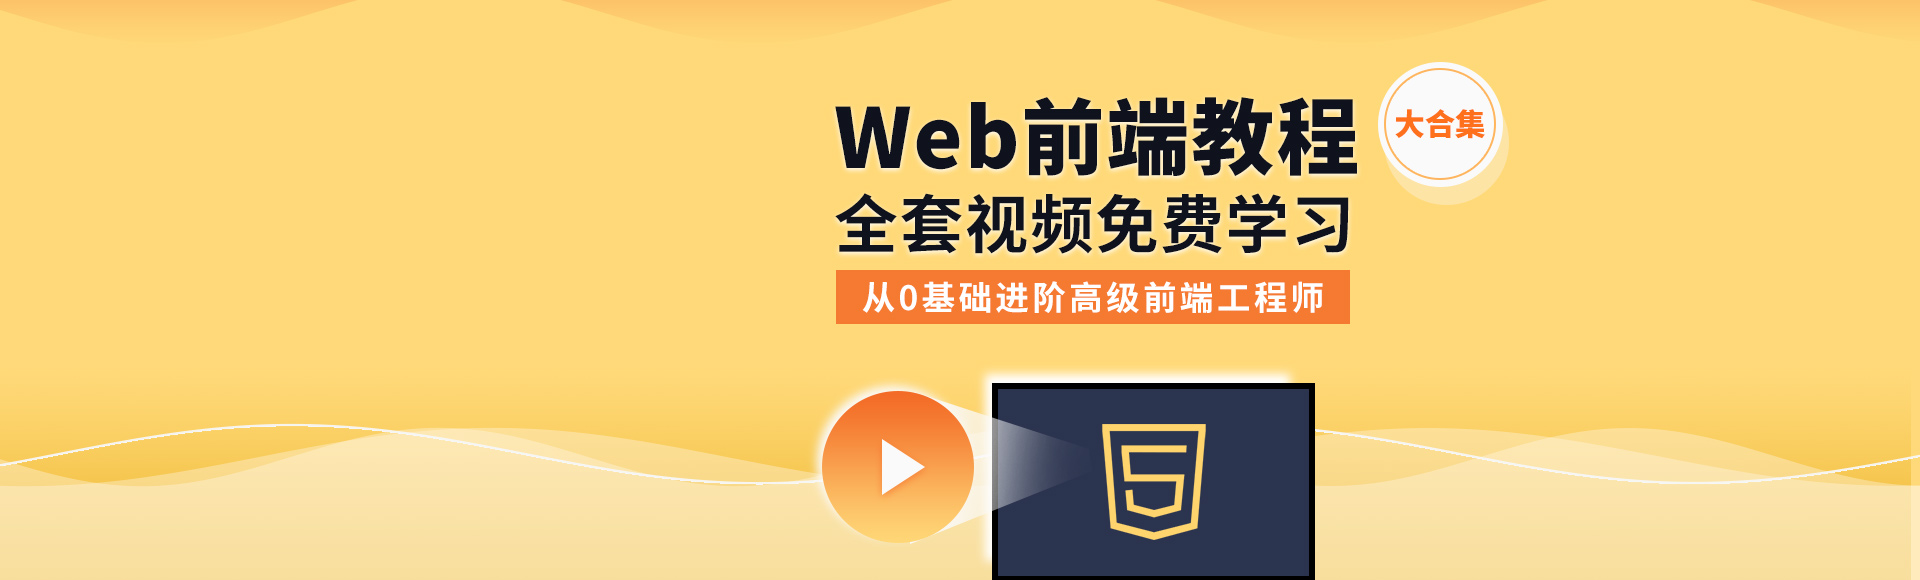 Web前端教程
大合集
全套视频免费学习
从0基础进阶高级前端工程师